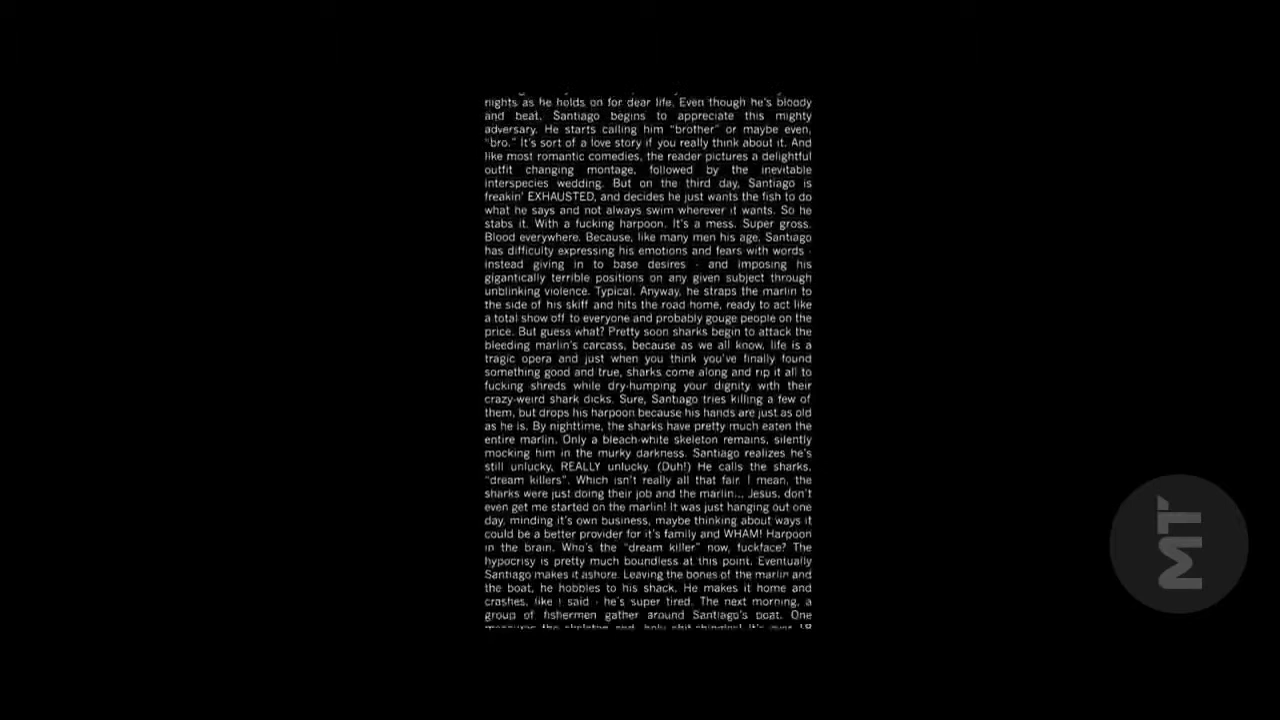 nights as he holds on for dear life. Even though he's bloody
and beat, Santiago begins to appreciate this mighty
adversary. He starts calling him "brother" or maybe even,
"bro." It's sort of a love story if you really think about it. And
like most romantic comedies, the reader pictures a delightful
outfit changing montage, followed by the inevitable
interspecies wedding. But on the third day, Santiago is
freakin' EXHAUSTED, and decides he just wants the fish to do
what he says and not always swim wherever it wants. So he
stabs it. With a fucking harpoon. It's a mess. Super gross.
Blood everywhere. Because, like many men his age, Santiago
has difficulty expressing his emotions and fears with words -
instead giving in to base desires - and imposing his
gigantically terrible positions on any given subject through
unblinking violence. Typical. Anyway, he straps the marlin to
the side of his skiff and hits the road home, ready to act like
a total show off to everyone and probably gouge people on the
price. But guess what? Pretty soon sharks begin to attack the
bleeding marlin's carcass, because as we all know, life is a
tragic opera and just when you think you've finally found
something good and true, sharks come along and rip it all to
fucking shreds while dry-humping your dignity with their
crazy-weird shark dicks. Sure, Santiago tries killing a few of
them, but drops his harpoon because his hands are just as old
as he is. By nighttime, the sharks have pretty much eaten the
entire marlin. Only a bleach-white skeleton remains, silently
mocking him in the murky darkness. Santiago realizes he's
still unlucky, REALLY unlucky. (Duh!) He calls the sharks,
"dream killers". Which isn't really all that fair. I mean, the
sharks were just doing their job and the marlin... Jesus, don't
even get me started on the marlin! It was just hanging out one
day, minding it's own business, maybe thinking about ways it
could be a better provider for it's family and WHAM! Harpoon
in the brain. Who's the "dream killer" now, fuckface? The
hypocrisy is pretty much boundless at this point. Eventually
Santiago makes it ashore. Leaving the bones of the marlin and
the boat, he hobbles to his shack. He makes it home and
crashes, like I said - he's super tired. The next morning, a
group of fishermen gather around Santiago's boat. One
MT